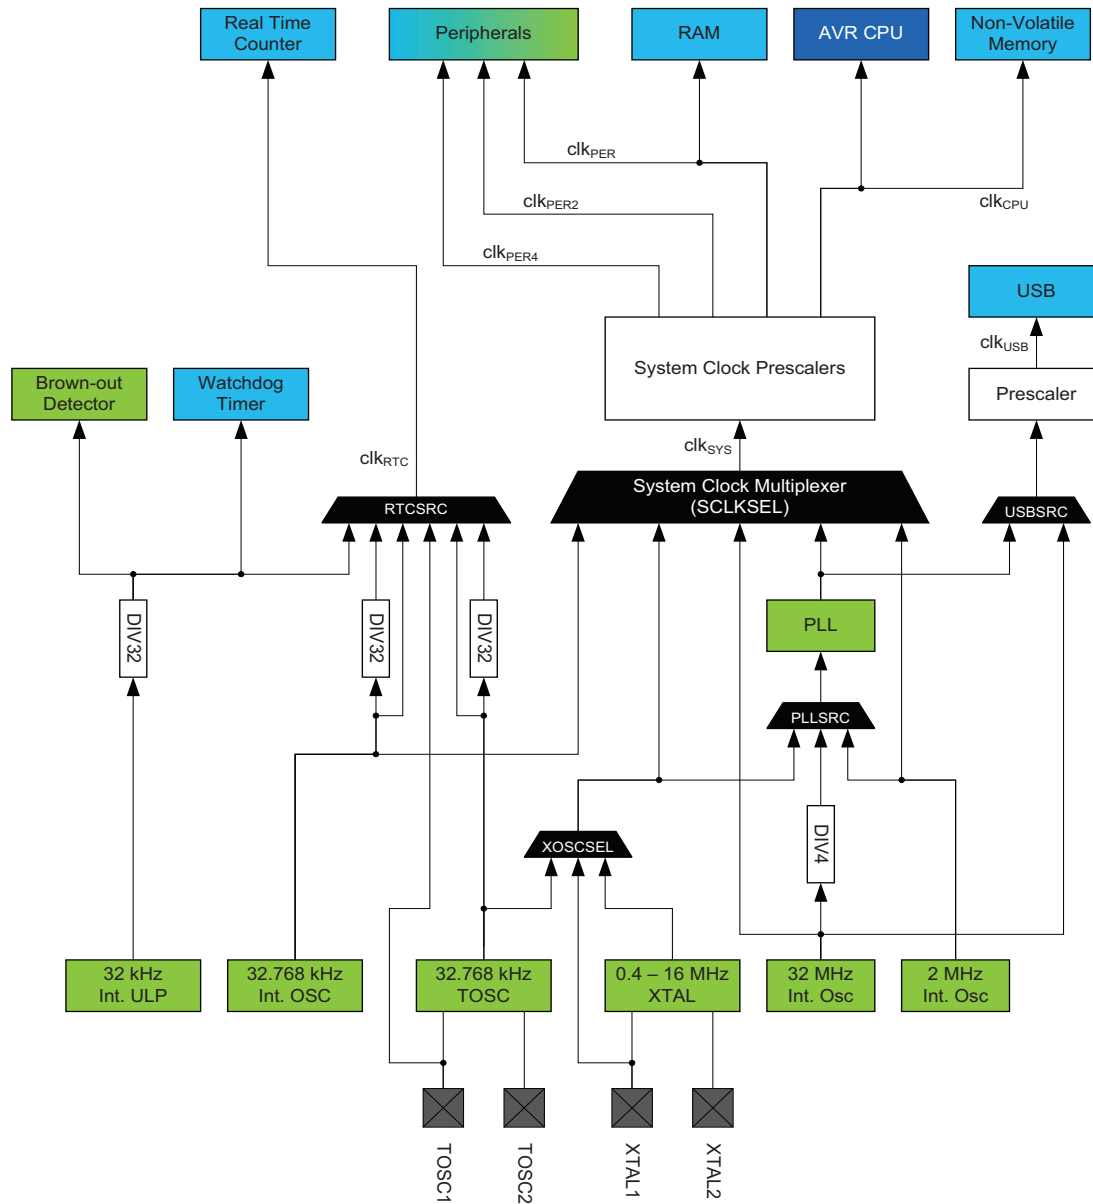 Real Time
Counter
Peripherals
RAM
AVR CPU
Non-Volatile
Memory
clkPER
clkPER2
clkCPU
clkPER4
USB
clkUSB
System Clock Prescalers
Prescaler
Brown-out
Detector
Watchdog
Timer
clkRTC
clkSYS
System Clock Multiplexer
(SCLKSEL)
RTCSRC
USBSRC
DIV32
DIV32
DIV32
PLL
PLLSRC
DIV4
XOSCSEL
32 kHz
Int. ULP
32.768 kHz
Int. OSC
32.768 kHz
TOSC
0.4 – 16 MHz
XTAL
32 MHz
Int. Osc
2 MHz
Int. Osc
TOSC1
TOSC2
XTAL1
XTAL2